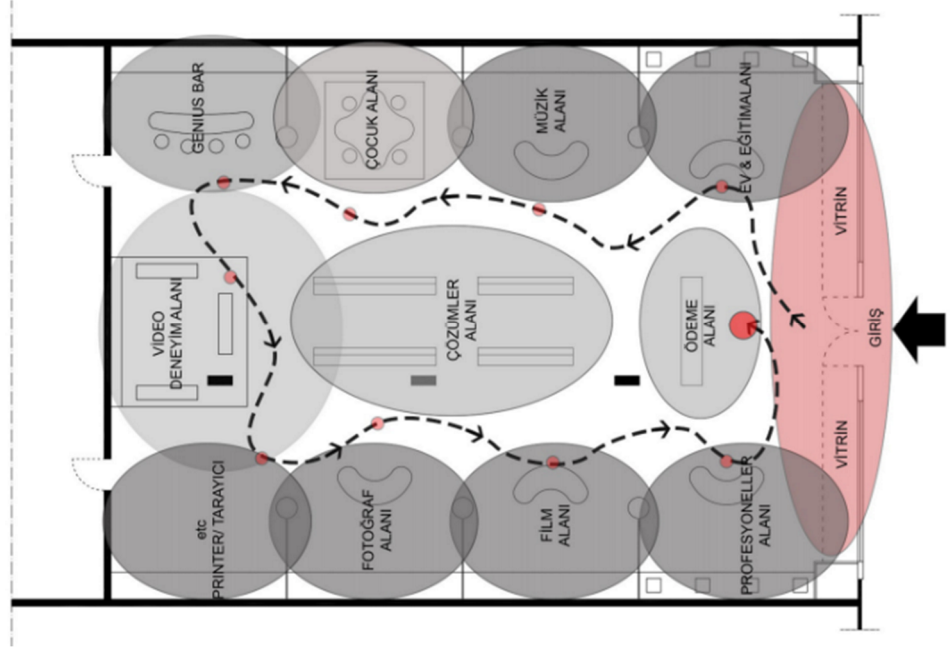 GENIUS BAR
ÇOCUK ALANI
MÜZİK
ALANI
EV & EĞİTİMALANI
VİTRİN
VİDEO
DENEYİM ALANI
ÇÖZÜMLER
ALANI
ÖDEME
ALANI
GİRİŞ
etc
PRINTER/ TARAYICI
FOTOĞRAF
ALANI
FİLM
ALANI
PROFESYONELLER
ALANI
VİTRİN